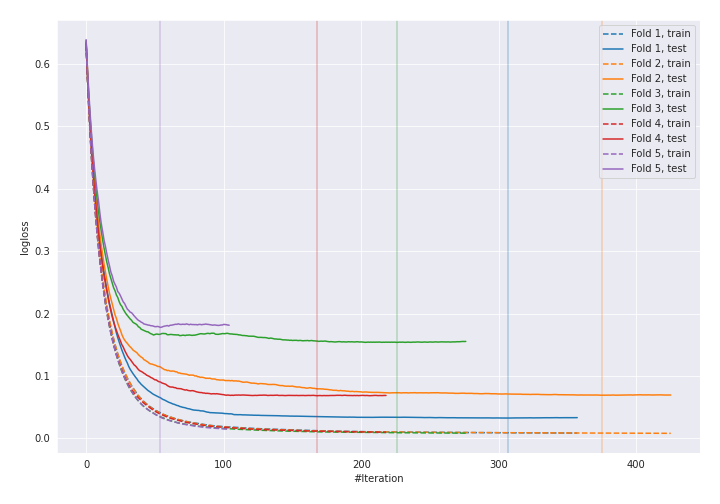 0.6
0.5
0.4
0.3
0.2
0.1
0.0
logloss
0
100
200
300
400
#Iteration
Fold 1, train
Fold 1, test
Fold 2, train
Fold 2, test
Fold 3, train
Fold 3, test
Fold 4, train
Fold 4, test
Fold 5, train
Fold 5, test